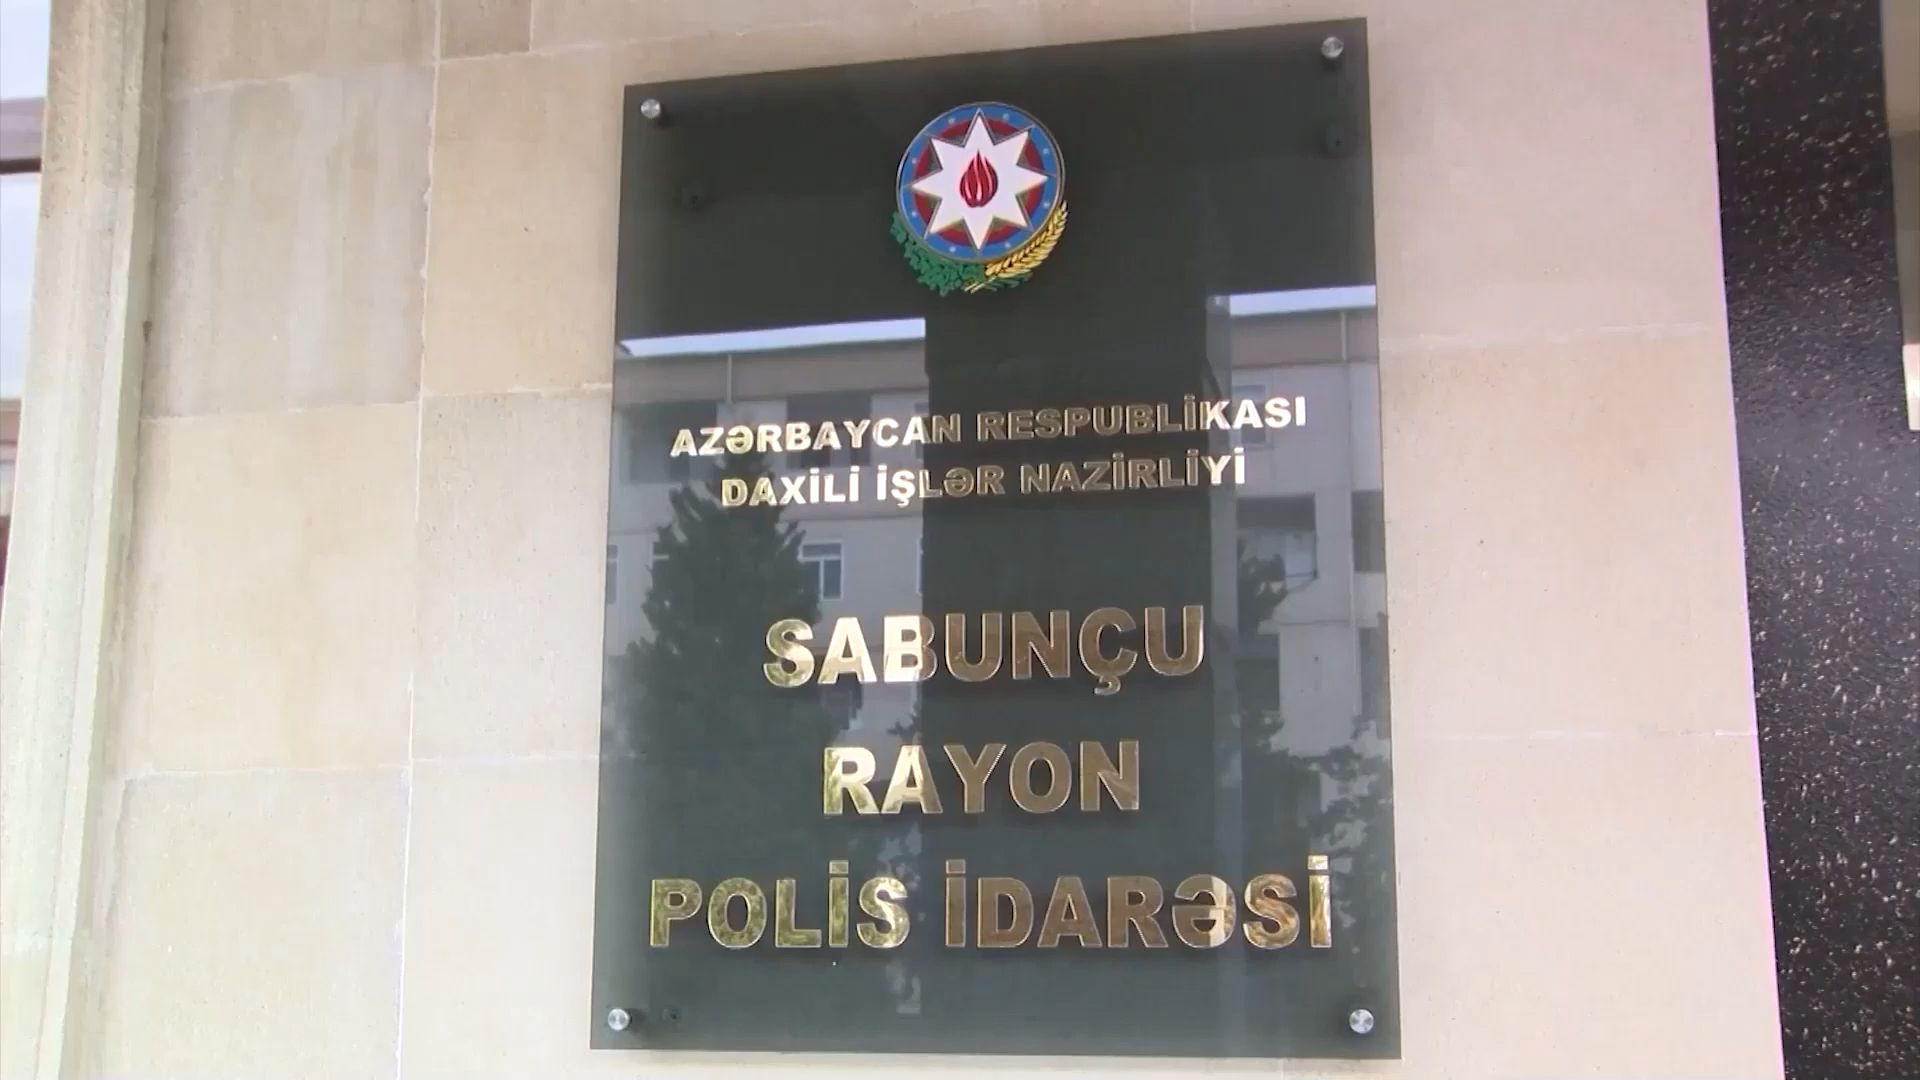 AZƏRBAYCAN RESPUBLİKASI
DAXİLİ İŞLƏR NAZİRLİYİ
SABUNÇU
RAYON
POLİS İDARƏSİ